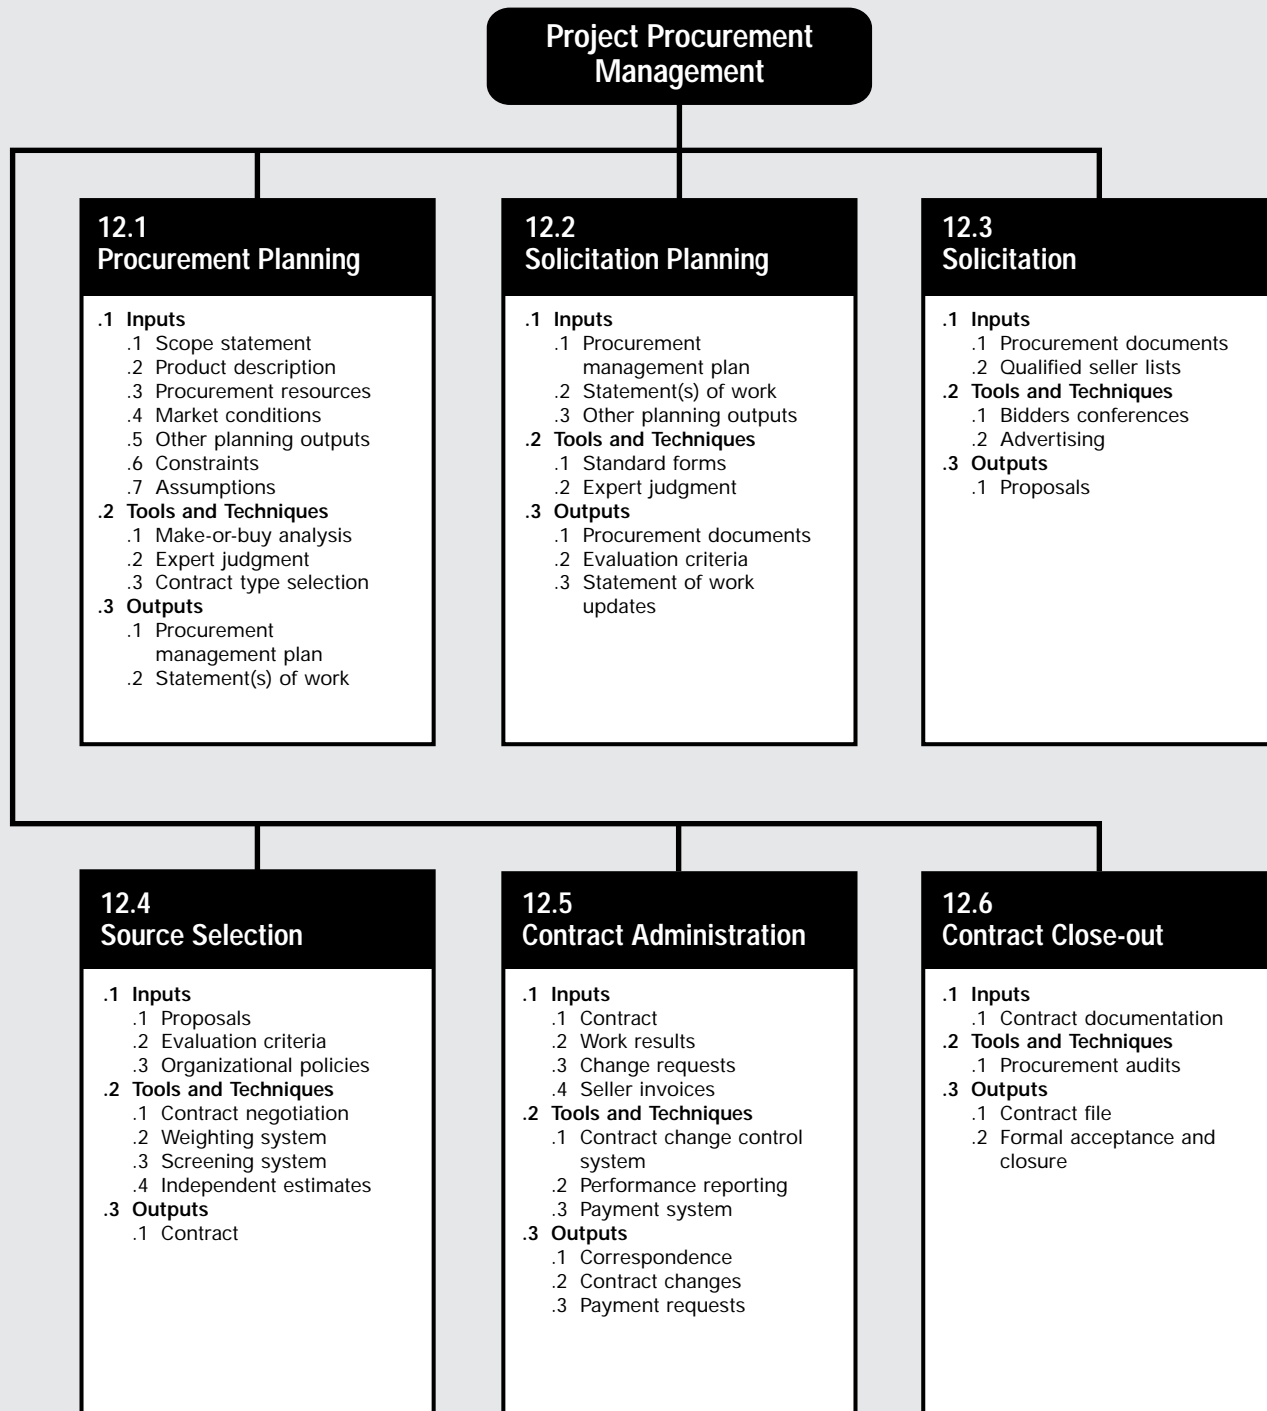 Project Procurement
Management
12.1
Procurement Planning
.1 Inputs
.1 Scope statement
.2 Product description
.3 Procurement resources
.4 Market conditions
.5 Other planning outputs
.6 Constraints
.7 Assumptions
.2 Tools and Techniques
.1 Make-or-buy analysis
.2 Expert judgment
.3 Contract type selection
.3 Outputs
.1 Procurement
management plan
.2 Statement(s) of work
12.2
Solicitation Planning
.1 Inputs
.1 Procurement
management plan
.2 Statement(s) of work
.3 Other planning outputs
.2 Tools and Techniques
.1 Standard forms
.2 Expert judgment
.3 Outputs
.1 Procurement documents
.2 Evaluation criteria
.3 Statement of work
updates
12.3
Solicitation
.1 Inputs
.1 Procurement documents
.2 Qualified seller lists
.2 Tools and Techniques
.1 Bidders conferences
.2 Advertising
.3 Outputs
.1 Proposals
12.4
Source Selection
.1 Inputs
.1 Proposals
.2 Evaluation criteria
.3 Organizational policies
.2 Tools and Techniques
.1 Contract negotiation
.2 Weighting system
.3 Screening system
.4 Independent estimates
.3 Outputs
.1 Contract
12.5
Contract Administration
.1 Inputs
.1 Contract
.2 Work results
.3 Change requests
.4 Seller invoices
.2 Tools and Techniques
.1 Contract change control
system
.2 Performance reporting
.3 Payment system
.3 Outputs
.1 Correspondence
.2 Contract changes
.3 Payment requests
12.6
Contract Close-out
.1 Inputs
.1 Contract documentation
.2 Tools and Techniques
.1 Procurement audits
.3 Outputs
.1 Contract file
.2 Formal acceptance and
closure